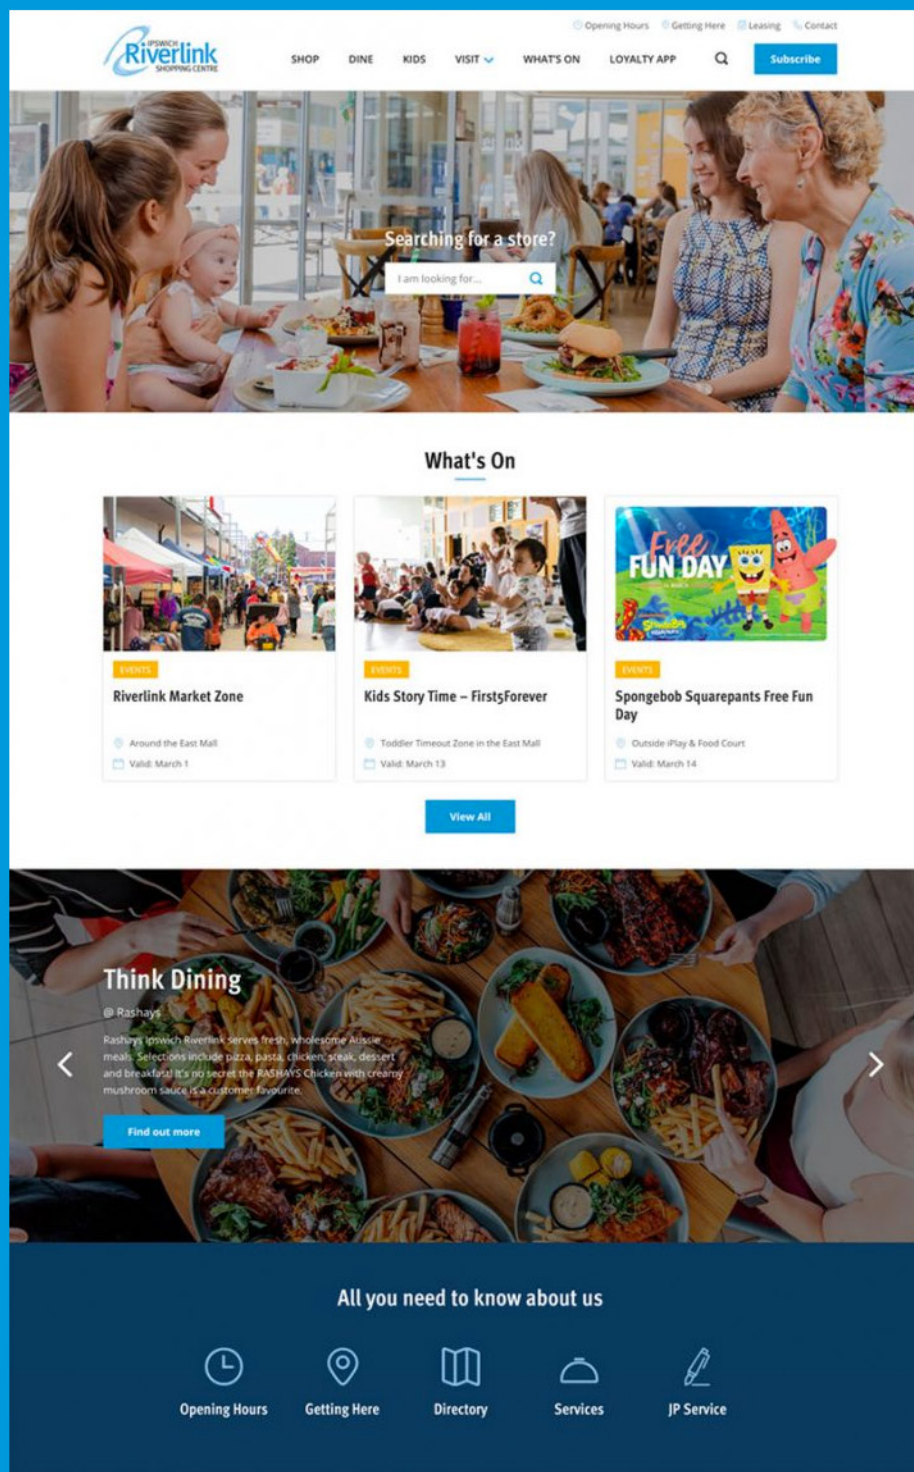 Opening Hours Getting Here Leasing Contact
IPSWICH
Riverlink
SHOPPING CENTRE
SHOP DINE KIDS VISIT WHAT'S ON LOYALTY APP Subscribe
Searching for a store?
I am looking for...
What's On
Free
FUN DAY
EVENTS
Riverlink Market Zone
Around the East Mall
Valid: March 1
EVENTS
Kids Story Time – First5Forever
Toddler Timeout Zone in the East Mall
Valid: March 13
EVENTS
Spongebob Squarepants Free Fun
Day
Outside iPlay & Food Court
Valid: March 14
View All
Think Dining
@ Rashays
Rashays Ipswich Riverlink serves fresh, wholesome Aussie
meals. Selections include pizza, pasta, chicken, steak, dessert
and breakfast! It's no secret the RASHAYS Chicken with creamy
mushroom sauce is a customer favourite.
Find out more
All you need to know about us
Opening Hours Getting Here Directory Services JP Service